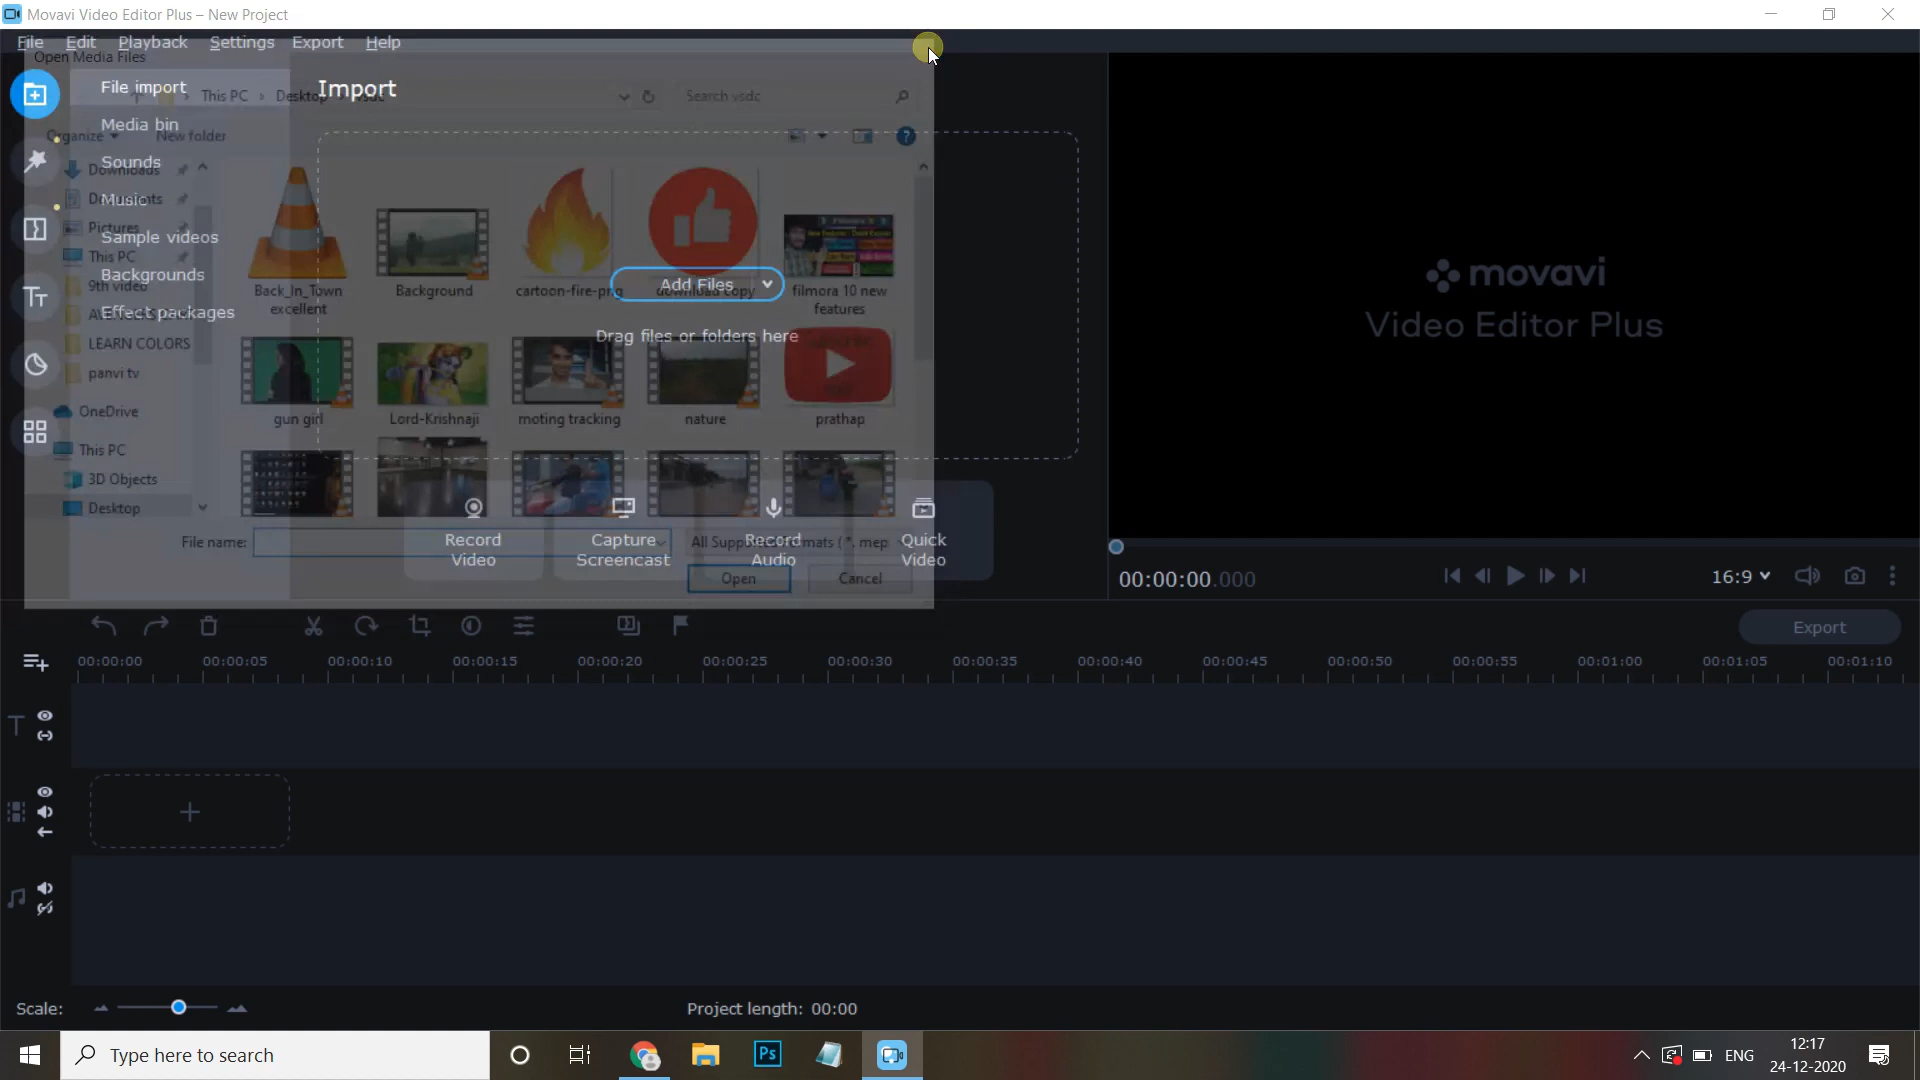 Movavi Video Editor Plus – New Project
File Edit Playback Settings Export Help
Open Media Files
File import
Import
This PC › Desktop › vsdc
Search vsdc
Media bin
Organize
New folder
Sounds
Downloads
Documents
Music
Pictures
Sample videos
This PC
Backgrounds
9th video
Effect packages
LEARN COLORS
panvi tv
OneDrive
This PC
3D Objects
Desktop
Back_In_Town
excellent
Background
cartoon-fire-png
download copy
filmora 10 new
features
Add Files
Drag files or folders here
gun girl
Lord-Krishnaji
moting tracking
nature
prathap
File name:
All Supported Formats (*. mep
Record
Video
Capture
Screencast
Record
Audio
Quick
Video
Open
Cancel
movavi
Video Editor Plus
00:00:00.000
16:9
Export
00:00:00 00:00:05 00:00:10 00:00:15 00:00:20 00:00:25 00:00:30 00:00:35 00:00:40 00:00:45 00:00:50 00:00:55 00:01:00 00:01:05 00:01:10
Scale:
Project length: 00:00
Type here to search
Ps
ENG
12:17
24-12-2020